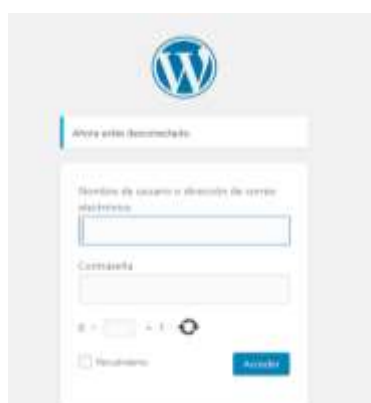 Ahora estás desconectado.
Nombre de usuario o dirección de correo
electrónico
Contraseña
Recuérdame
Acceder